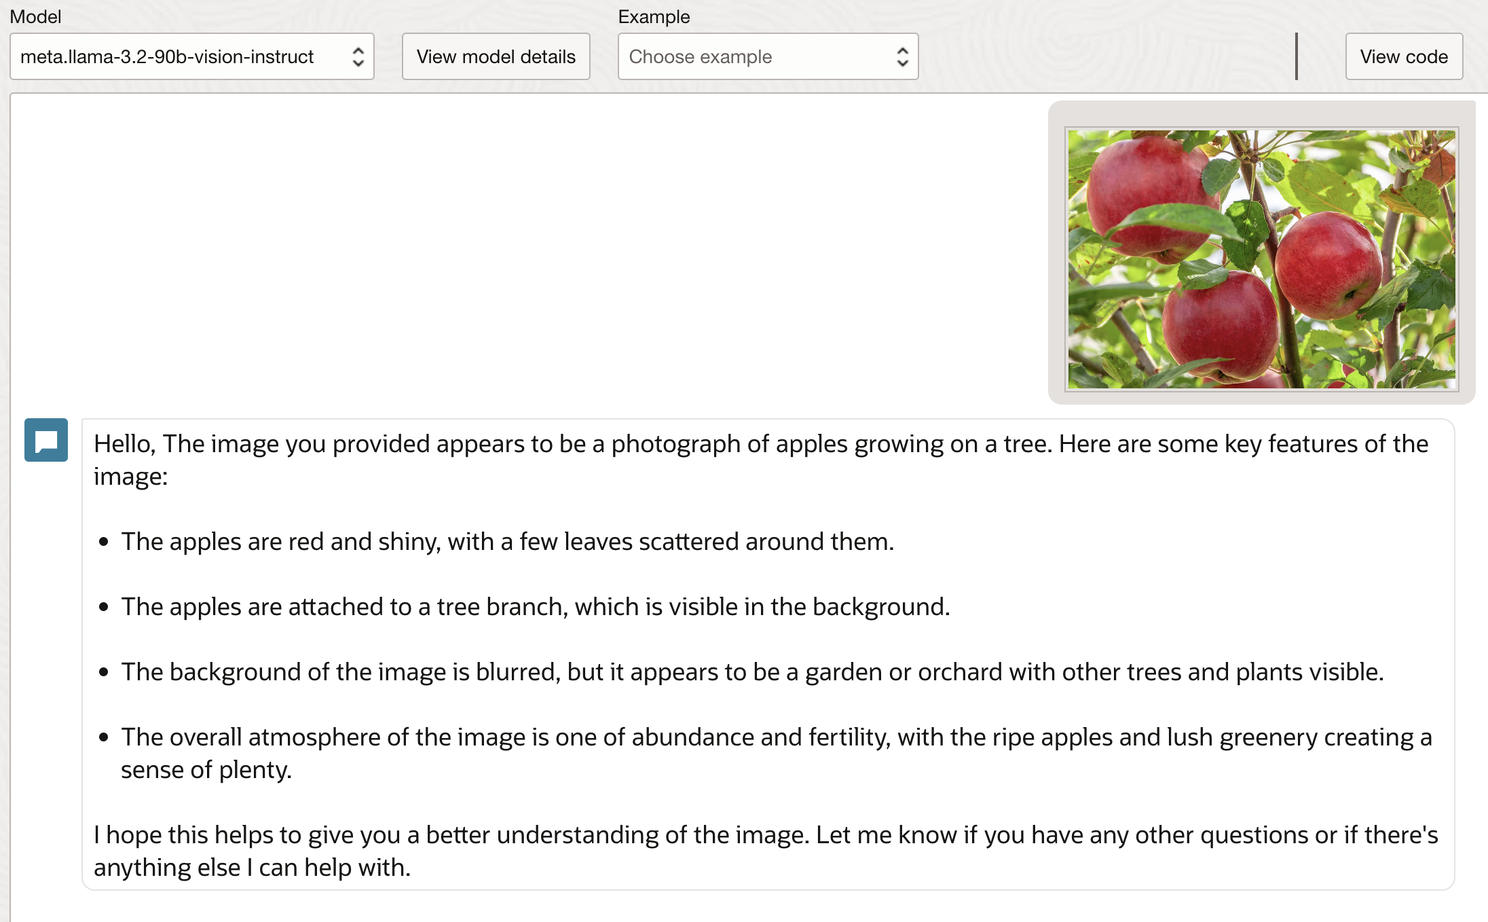 Model
Example
meta.llama-3.2-90b-vision-instruct
View model details
Choose example
View code
Hello, The image you provided appears to be a photograph of apples growing on a tree. Here are some key features of the
image:
• The apples are red and shiny, with a few leaves scattered around them.
• The apples are attached to a tree branch, which is visible in the background.
• The background of the image is blurred, but it appears to be a garden or orchard with other trees and plants visible.
• The overall atmosphere of the image is one of abundance and fertility, with the ripe apples and lush greenery creating a
sense of plenty.
I hope this helps to give you a better understanding of the image. Let me know if you have any other questions or if there's
anything else I can help with.